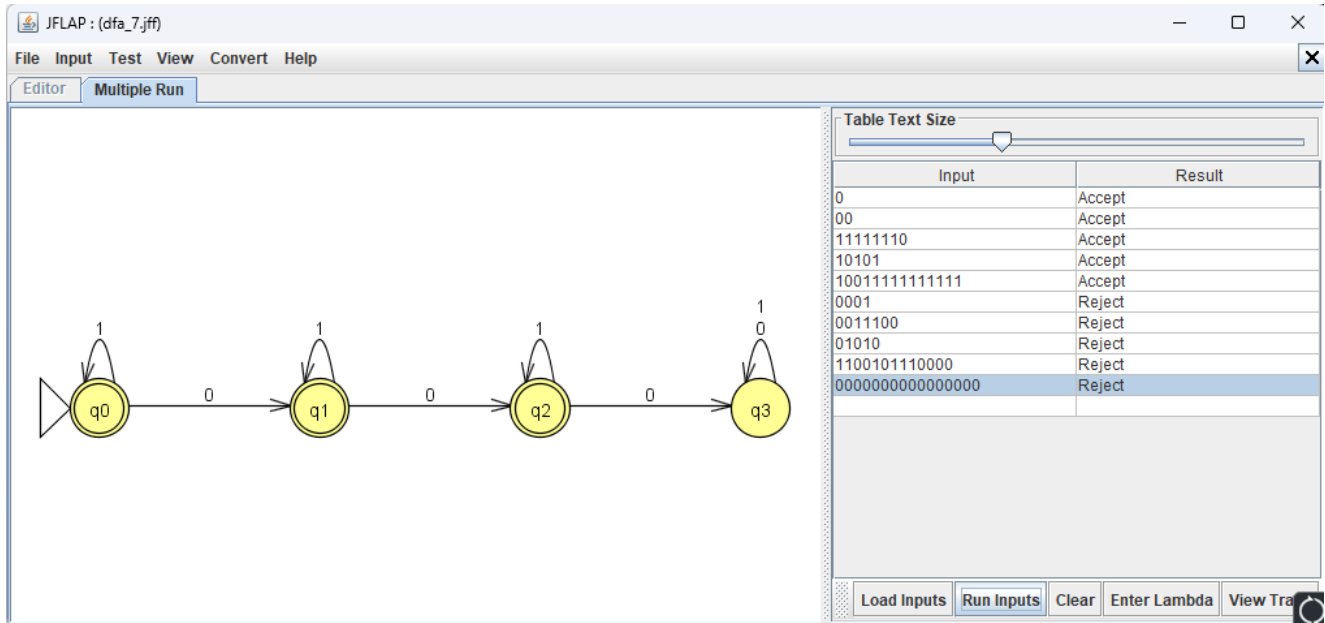 JFLAP : (dfa_7.jff)
File Input Test View Convert Help
Editor Multiple Run
Table Text Size
Input Result
0 Accept
00 Accept
11111110 Accept
10101 Accept
10011111111111 Accept
0001 Reject
0011100 Reject
01010 Reject
1100101110000 Reject
0000000000000000 Reject
1 1 1 1
0
0 0 0
q0 q1 q2 q3
Load Inputs Run Inputs Clear Enter Lambda View